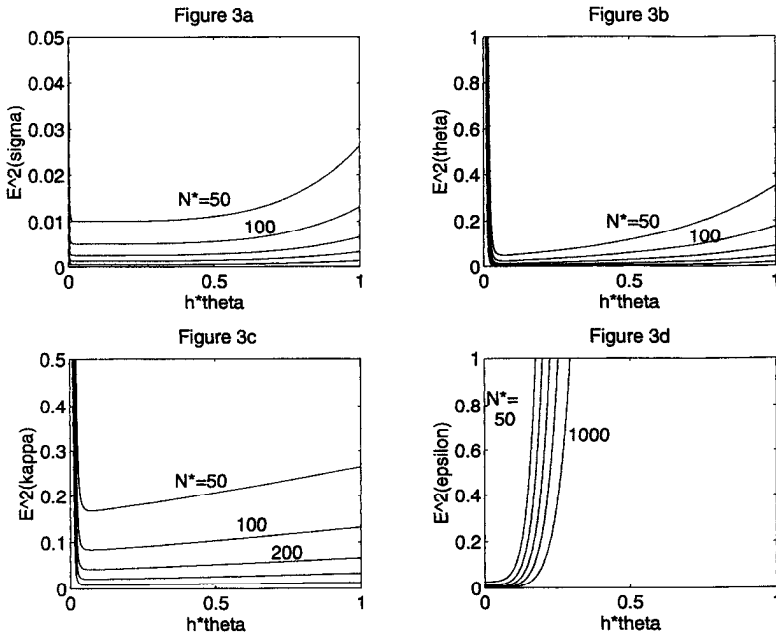 Figure 3a
0.05
0.04
0.03
0.02
0.01
0
E^2(sigma)
N*=50
100
0
0.5
1
h*theta
Figure 3b
1
0.8
0.6
0.4
0.2
0
E^2(theta)
N*=50
100
0
0.5
1
h*theta
Figure 3c
0.5
0.4
0.3
0.2
0.1
0
E^2(kappa)
N*=50
100
200
0
0.5
1
h*theta
Figure 3d
1
0.8
0.6
0.4
0.2
0
E^2(epsilon)
N*=
50
1000
0
0.5
1
h*theta